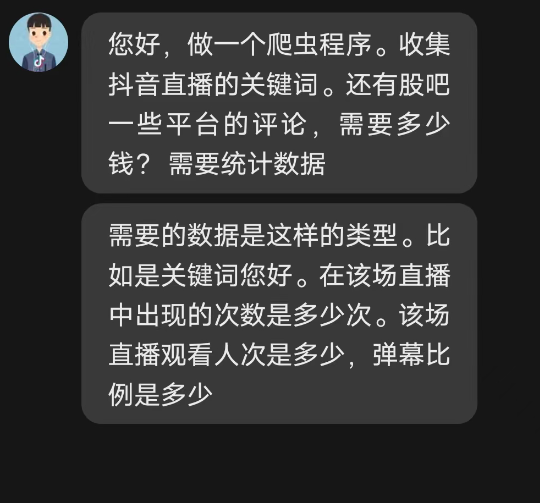 您好，做一个爬虫程序。收集
抖音直播的关键词。还有股吧
一些平台的评论，需要多少
钱？ 需要统计数据
需要的数据是这样的类型。比
如是关键词您好。在该场直播
中出现的次数是多少次。该场
直播观看人次是多少，弹幕比
例是多少